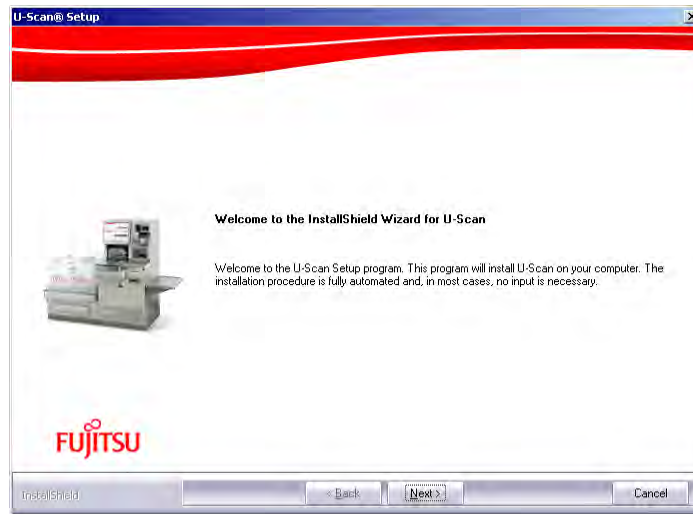 U-Scan® Setup
Welcome to the InstallShield Wizard for U-Scan
Welcome to the U-Scan Setup program. This program will install U-Scan on your computer. The
installation procedure is fully automated and, in most cases, no input is necessary.
FUJITSU
InstallShield
< Back
Next >
Cancel